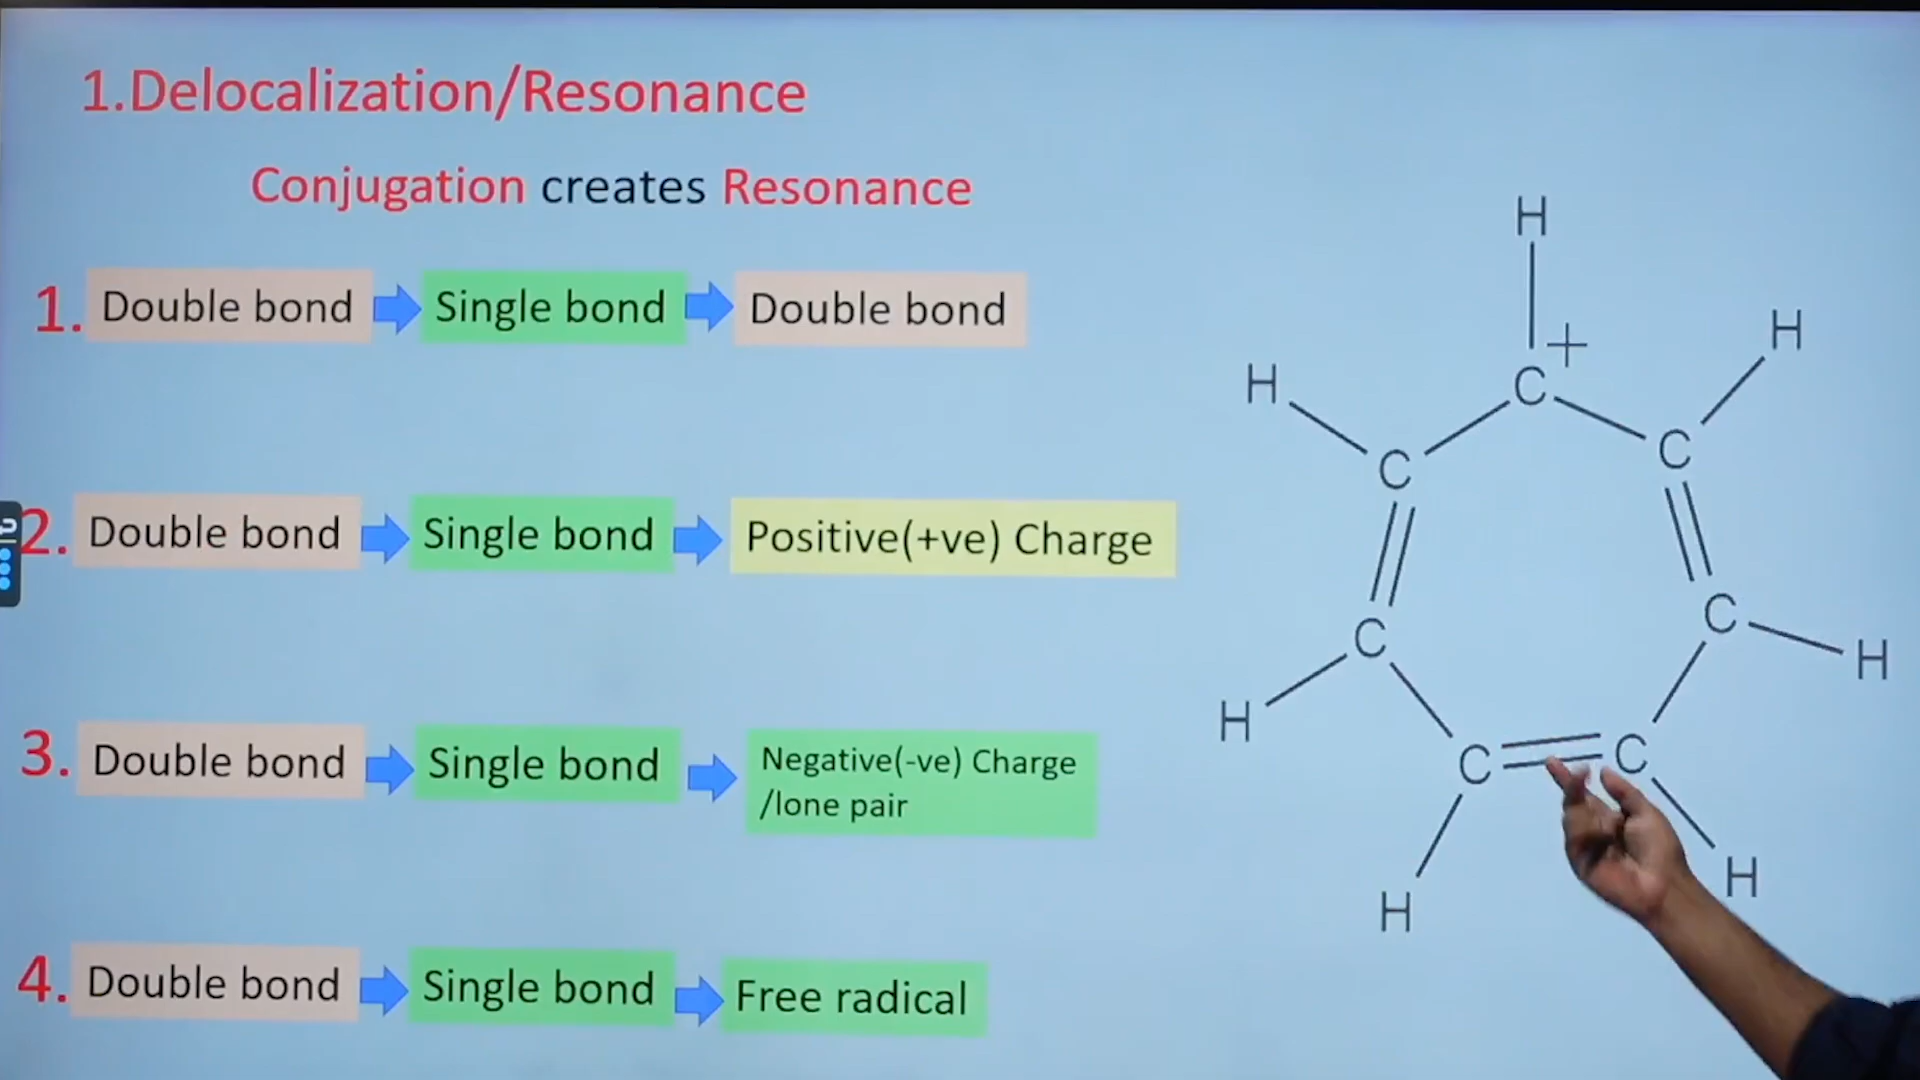 1.Delocalization/Resonance
Conjugation creates Resonance
1. Double bond Single bond Double bond
2. Double bond Single bond Positive(+ve) Charge
3. Double bond Single bond Negative(-ve) Charge
/lone pair
4. Double bond Single bond Free radical
H
+
H
C
H
C
C
C
C
H
H
C
C
H
H